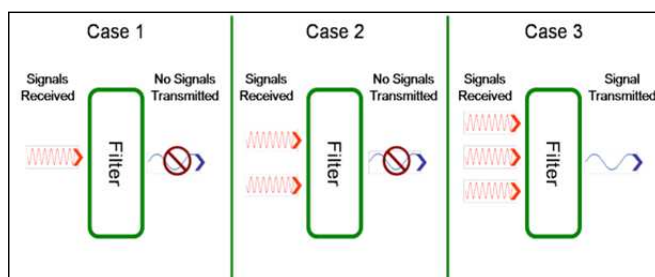 Case 1
Signals
Received
No Signals
Transmitted
Filter
Case 2
Signals
Received
No Signals
Transmitted
Filter
Case 3
Signals
Received
Signal
Transmitted
Filter